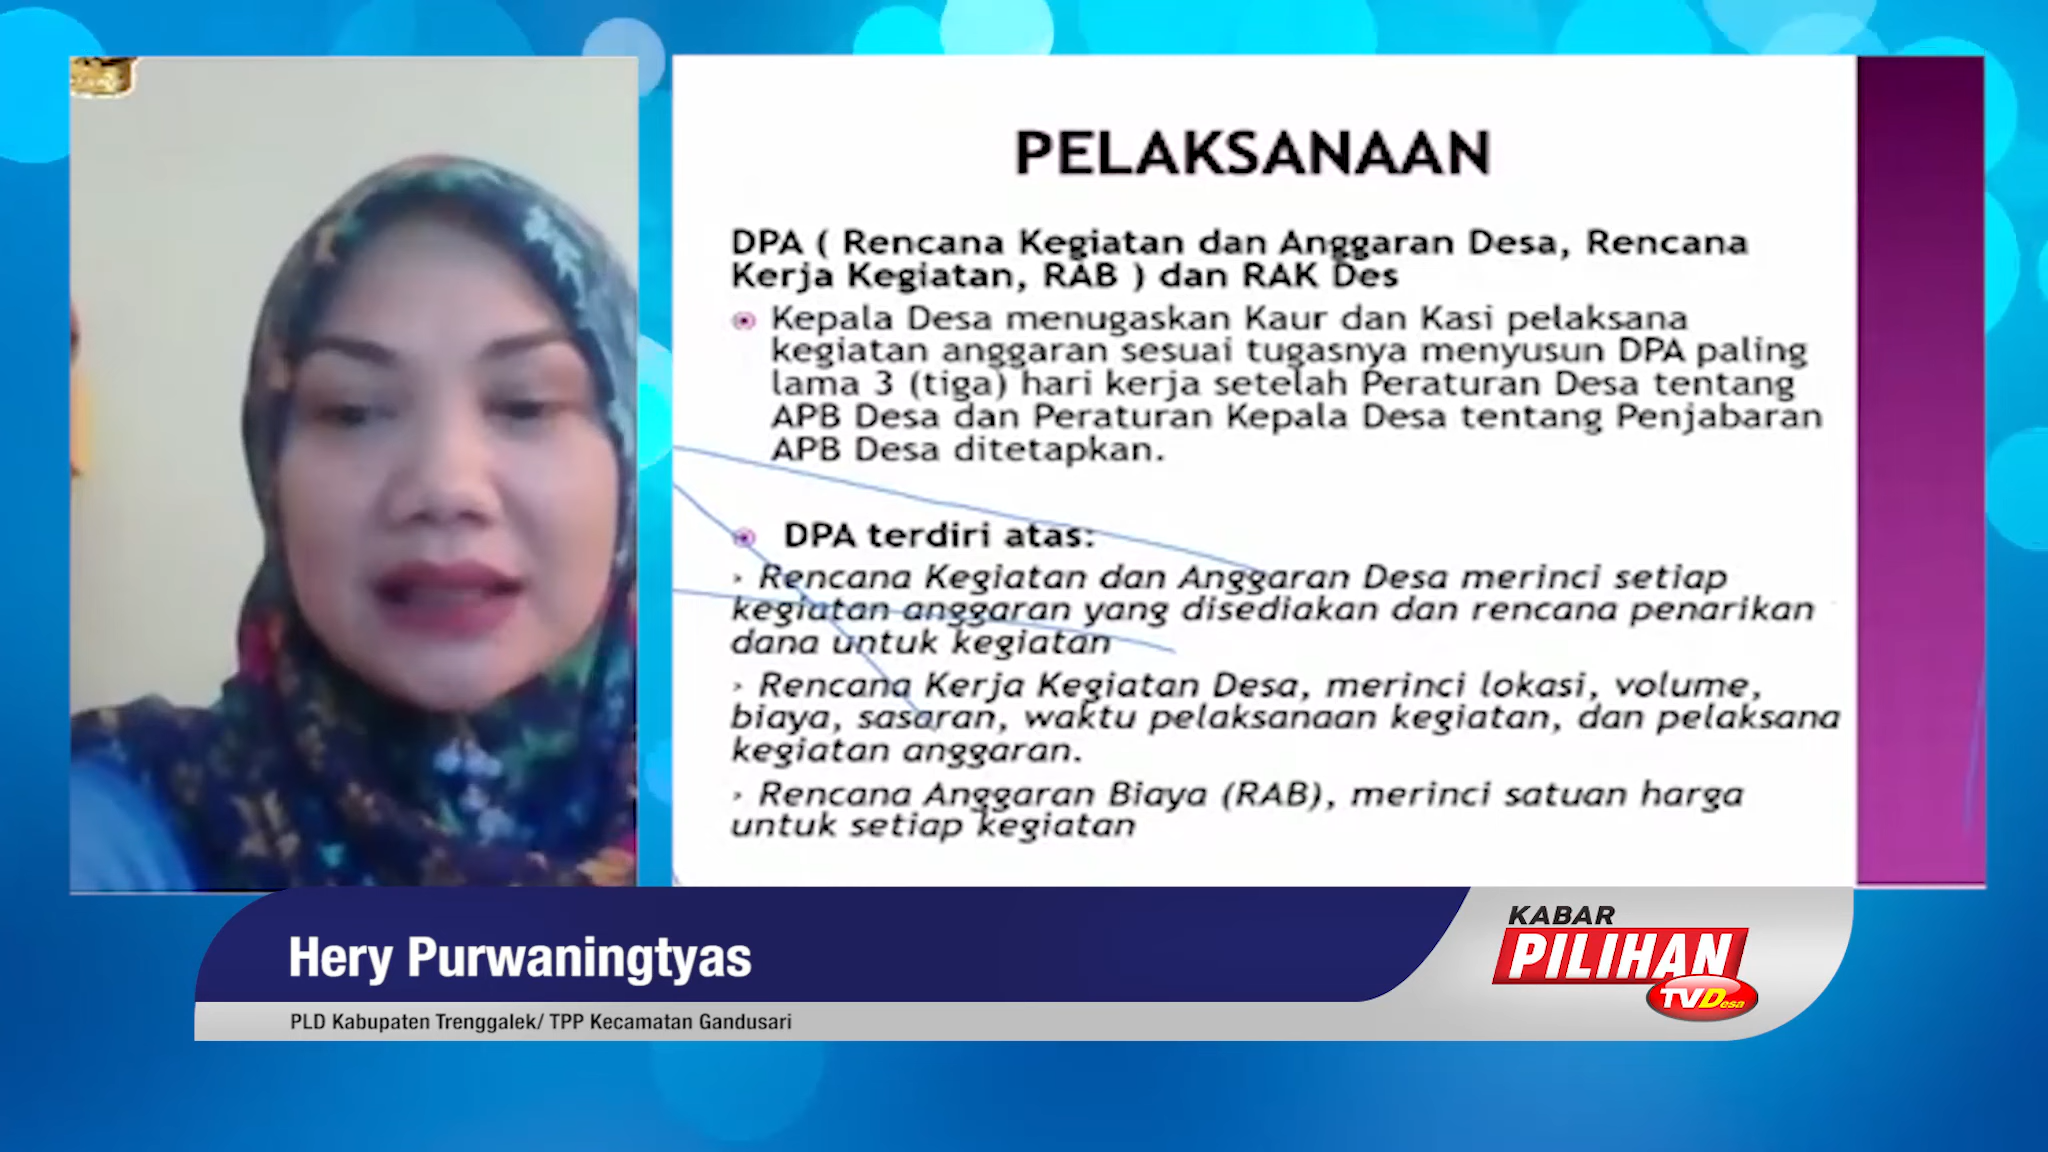 PELAKSANAAN
DPA ( Rencana Kegiatan dan Anggaran Desa, Rencana
Kerja Kegiatan, RAB ) dan RAK Des
Kepala Desa menugaskan Kaur dan Kasi pelaksana
kegiatan anggaran sesuai tugasnya menyusun DPA paling
lama 3 (tiga) hari kerja setelah Peraturan Desa tentang
APB Desa dan Peraturan Kepala Desa tentang Penjabaran
APB Desa ditetapkan.
DPA terdiri atas:
› Rencana Kegiatan dan Anggaran Desa merinci setiap
kegiatan anggaran yang disediakan dan rencana penarikan
dana untuk kegiatan
› Rencana Kerja Kegiatan Desa, merinci lokasi, volume,
biaya, sasaran, waktu pelaksanaan kegiatan, dan pelaksana
kegiatan anggaran.
› Rencana Anggaran Biaya (RAB), merinci satuan harga
untuk setiap kegiatan
Hery Purwaningtyas
PLD Kabupaten Trenggalek/ TPP Kecamatan Gandusari
KABAR
PILIHAN
TVDesa